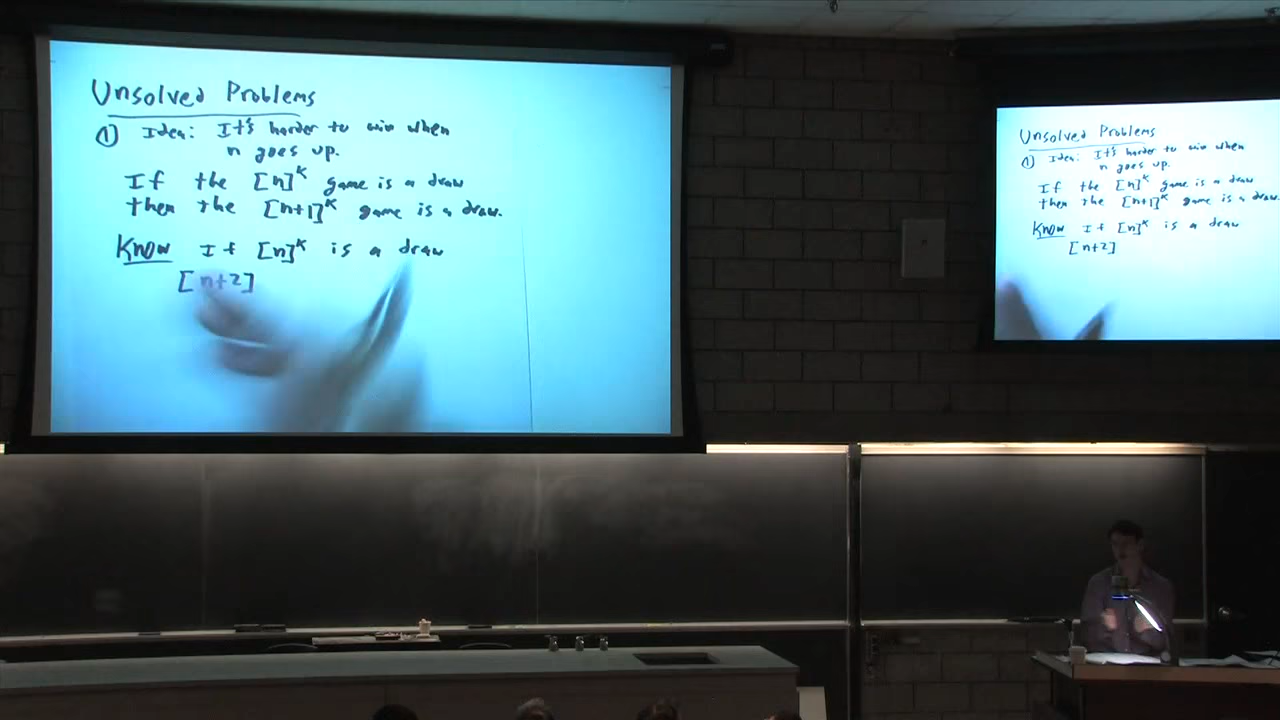 Unsolved Problems
① Idea: It's harder to win when
n goes up.
If the [n]^k game is a draw
then the [n+1]^k game is a draw.
Know If [n]^k is a draw
[n+2]
Unsolved Problems
① Idea: It's harder to win when
n goes up.
If the [n]^k game is a draw
then the [n+1]^k game is a draw.
Know If [n]^k is a draw
[n+2]